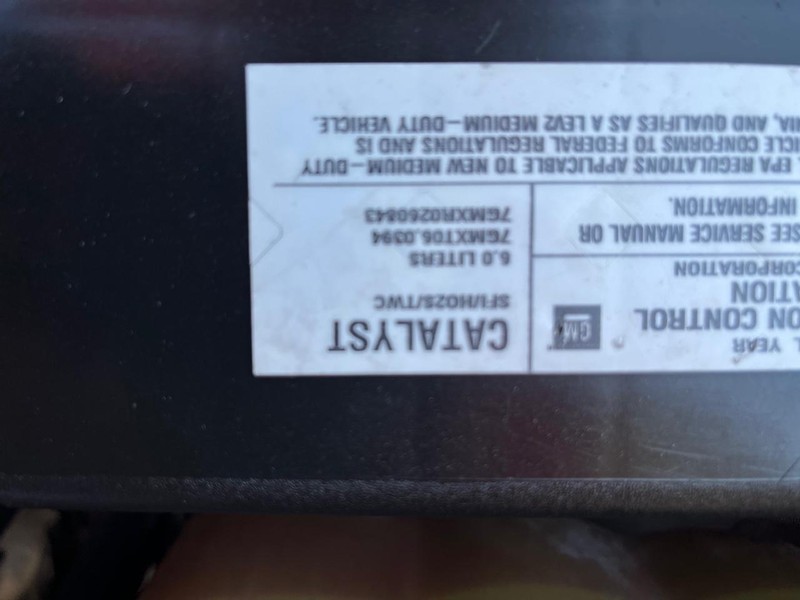 L YEAR
ON CONTROL GM
ATION
CORPORATION
SEE SERVICE MANUAL OR
INFORMATION.
CATALYST
SFI/HO2S/TWC
6.0 LITERS
7GMXT06.0394
7GMXR0260843
. EPA REGULATIONS APPLICABLE TO NEW MEDIUM-DUTY
ICLE CONFORMS TO FEDERAL REGULATIONS AND IS
NIA, AND QUALIFIES AS A LEV2 MEDIUM-DUTY VEHICLE.